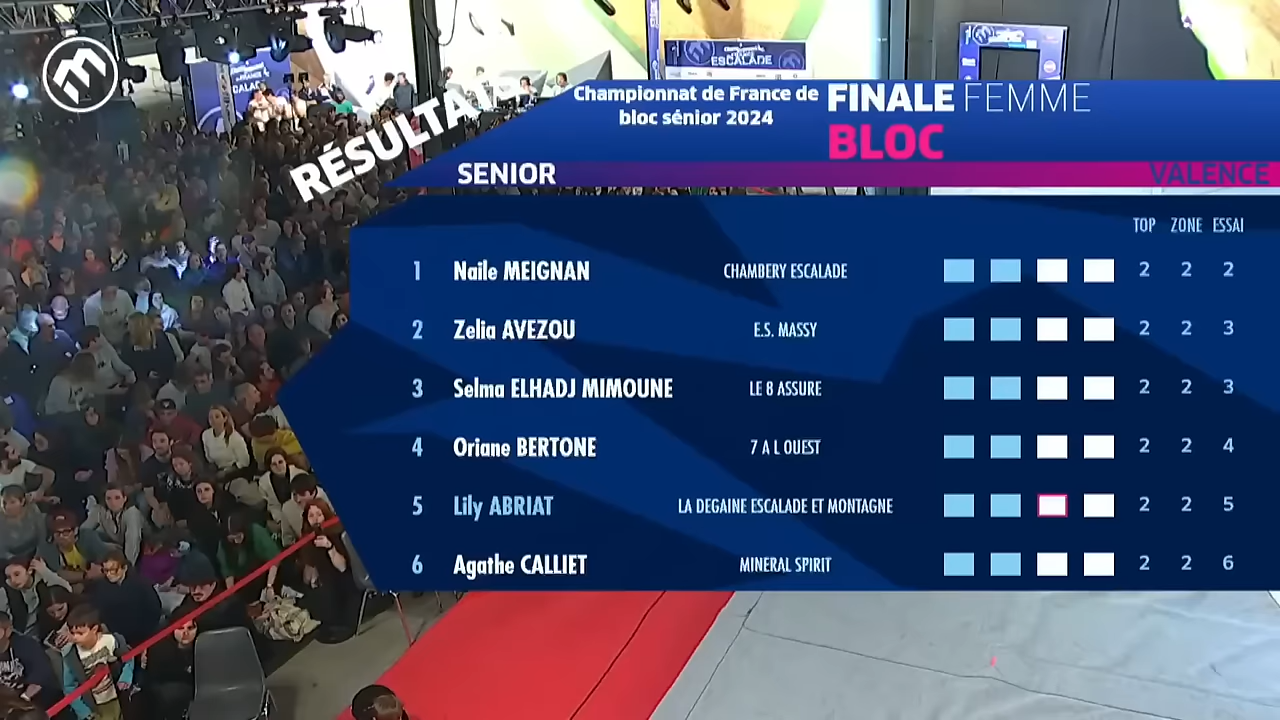 ESCALADE
RÉSULTAT
Championnat de France de
bloc sénior 2024
FINALE FEMME
BLOC
SENIOR
VALENCE
TOP ZONE ESSAI
1 Naile MEIGNAN CHAMBERY ESCALADE 2 2 2
2 Zelia AVEZOU E.S. MASSY 2 2 3
3 Selma ELHADJ MIMOUNE LE 8 ASSURE 2 2 3
4 Oriane BERTONE 7 A L OUEST 2 2 4
5 Lily ABRIAT LA DEGAINE ESCALADE ET MONTAGNE 2 2 5
6 Agathe CALLIET MINERAL SPIRIT 2 2 6